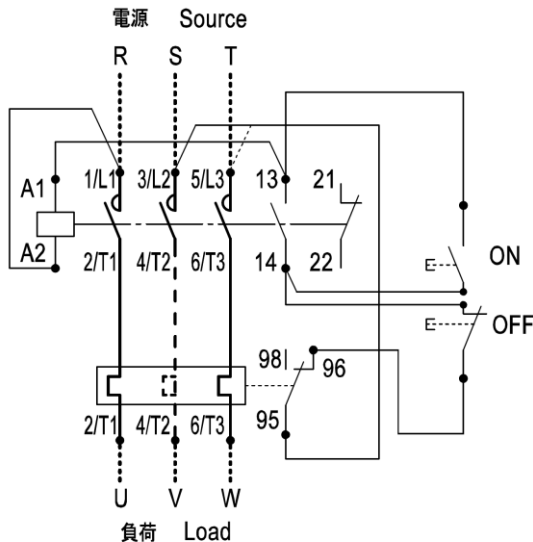 電源 Source
R S T
1/L1 3/L2 5/L3 13 21
A1
A2
2/T1 4/T2 6/T3 14 22
ON
OFF
98 96
2/T1 4/T2 6/T3 95
U V W
負荷 Load